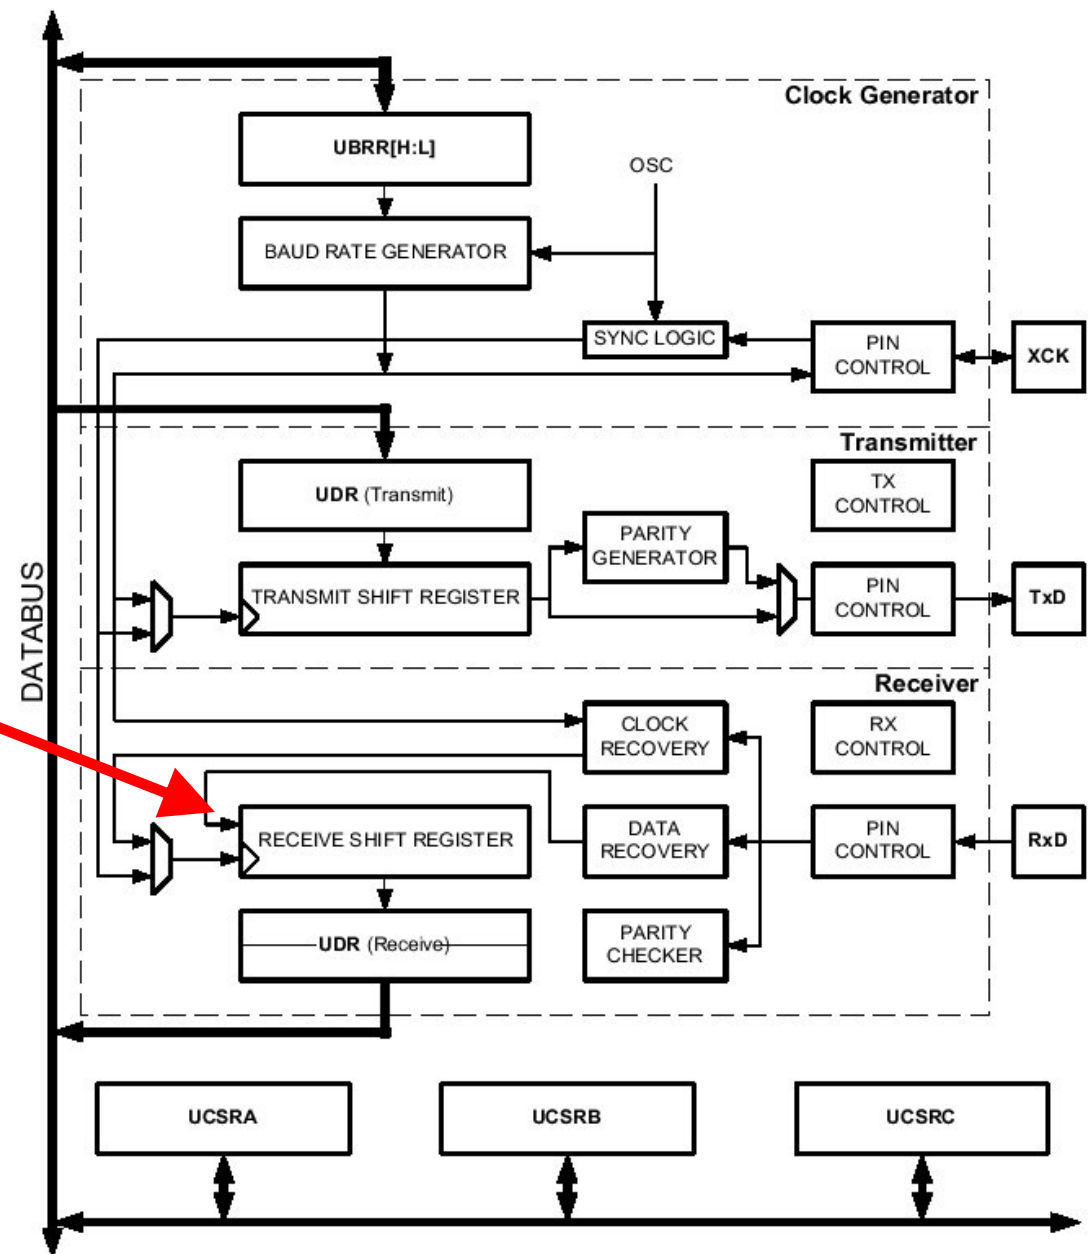 Clock Generator
UBRR[H:L]
OSC
BAUD RATE GENERATOR
SYNC LOGIC
PIN
CONTROL
XCK
Transmitter
UDR (Transmit)
TX
CONTROL
PARITY
GENERATOR
TRANSMIT SHIFT REGISTER
PIN
CONTROL
TxD
DATABUS
Receiver
CLOCK
RECOVERY
RX
CONTROL
RECEIVE SHIFT REGISTER
DATA
RECOVERY
PIN
CONTROL
RxD
UDR (Receive)
PARITY
CHECKER
UCSRA
UCSRB
UCSRC